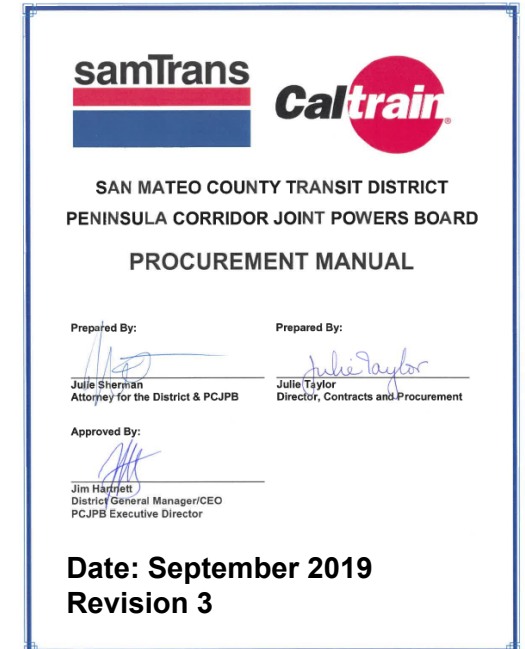 samTrans
Caltrain®
SAN MATEO COUNTY TRANSIT DISTRICT
PENINSULA CORRIDOR JOINT POWERS BOARD
PROCUREMENT MANUAL
Prepared By:
Prepared By:
Julie Taylor
Julie Sherman
Attorney for the District & PCJPB
Julie Taylor
Director, Contracts and Procurement
Approved By:
Jim Hartnett
District General Manager/CEO
PCJPB Executive Director
Date: September 2019
Revision 3